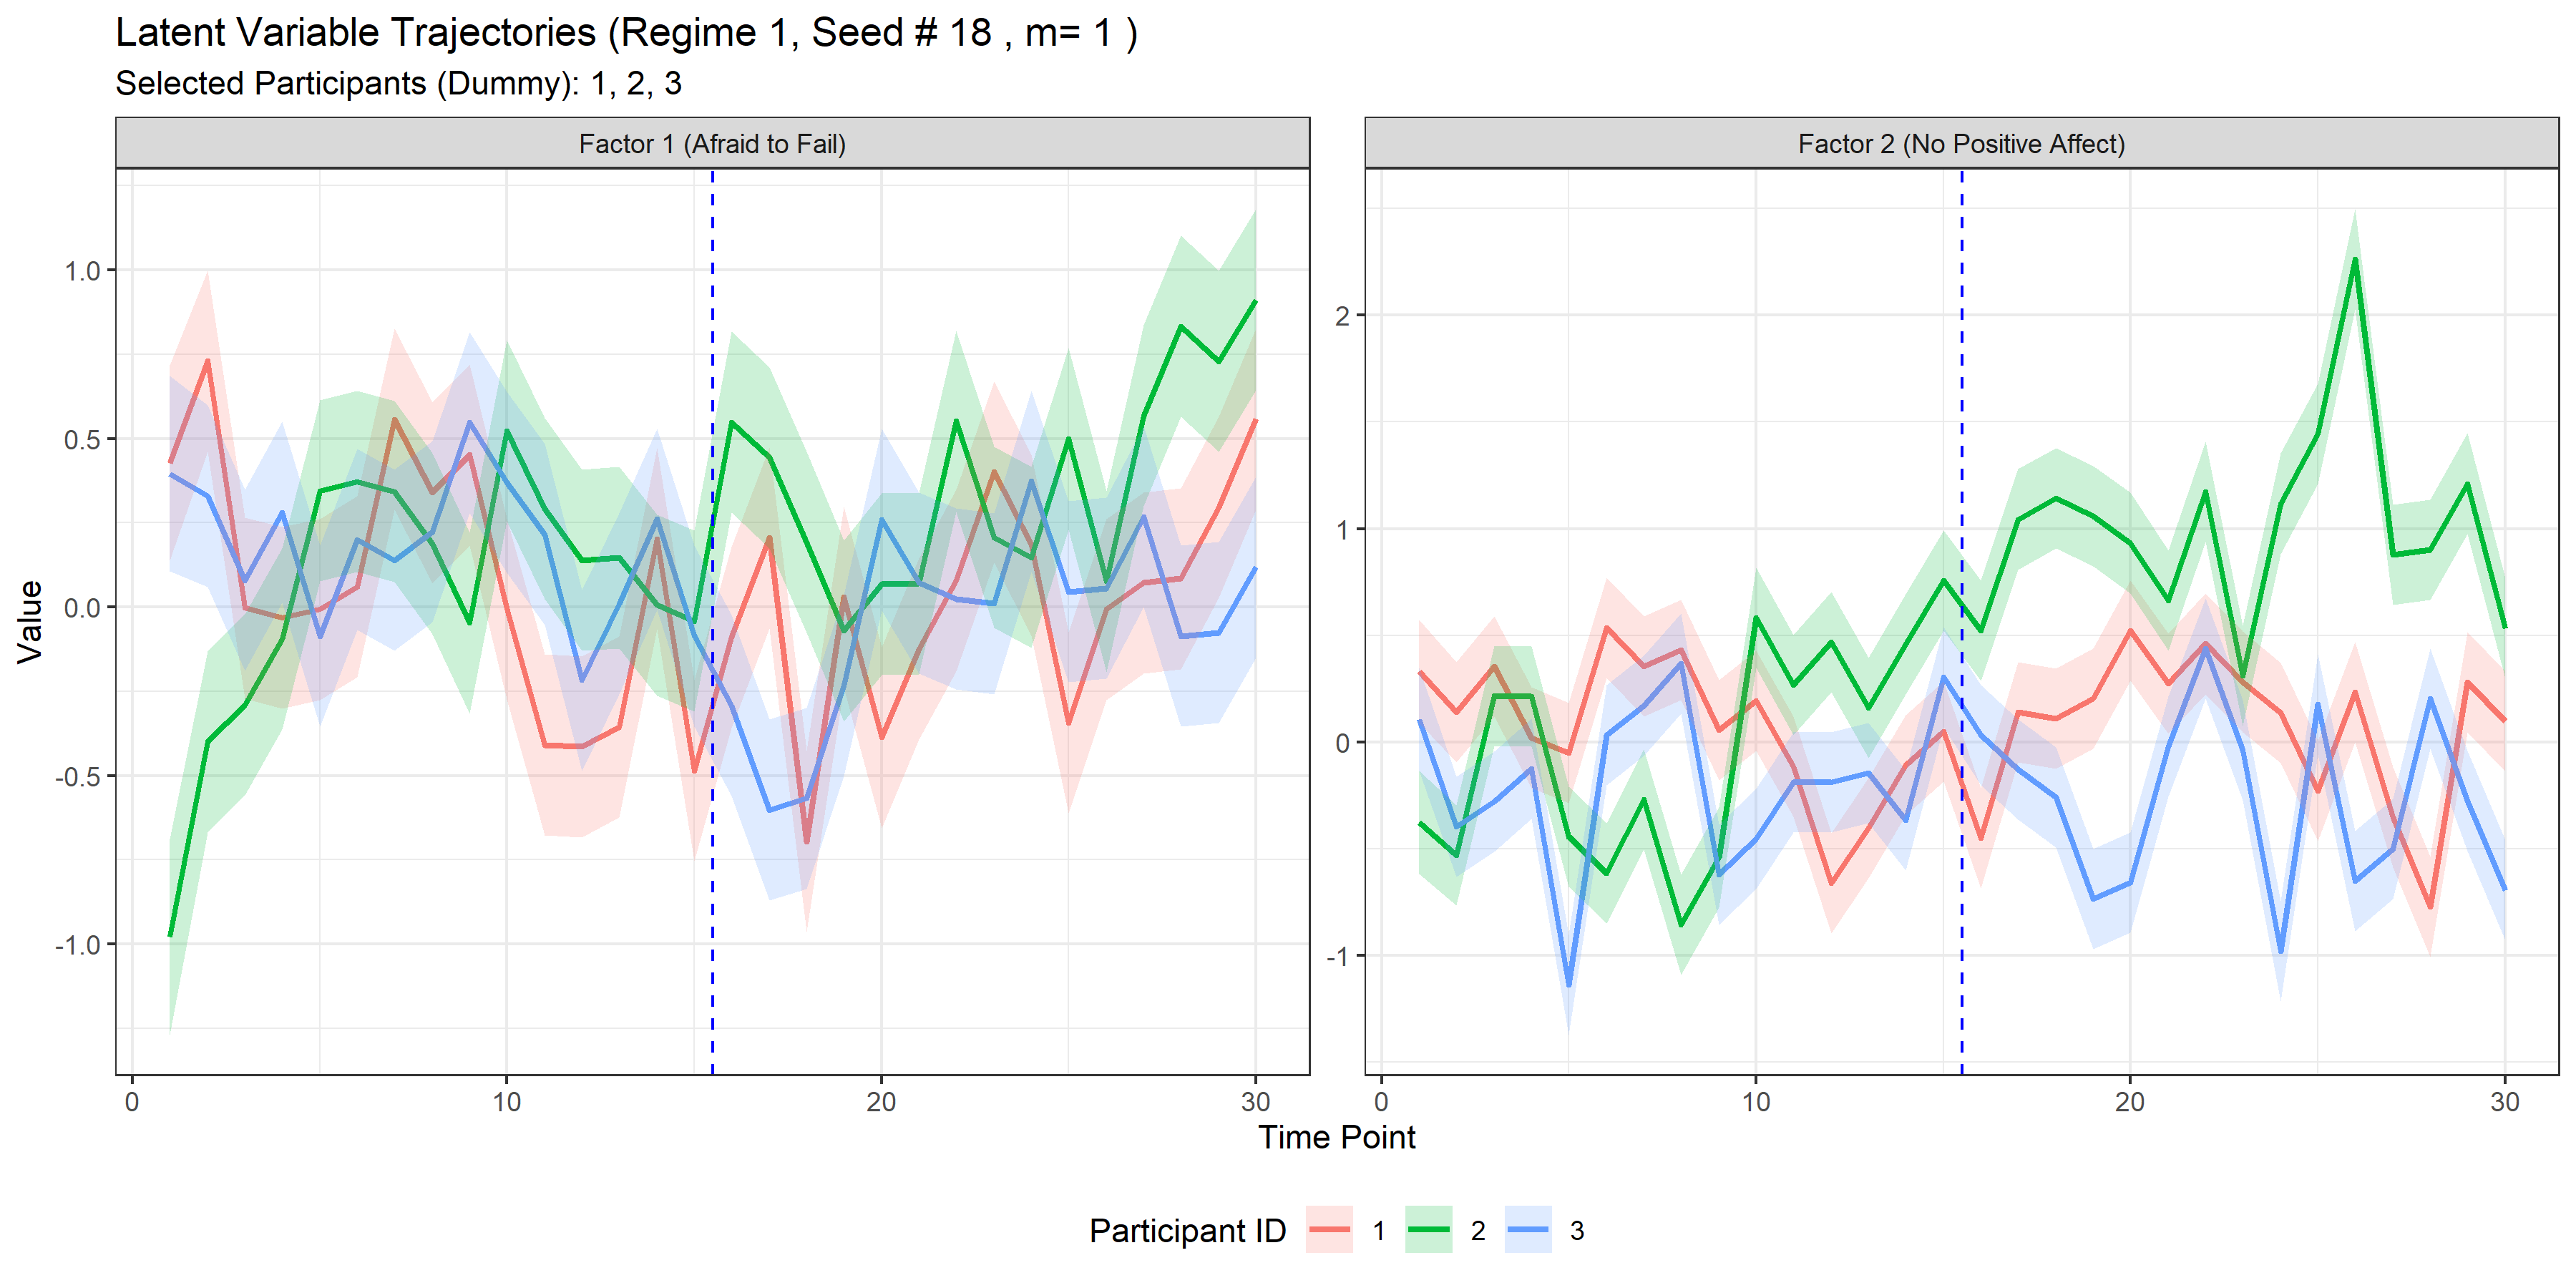 Latent Variable Trajectories (Regime 1, Seed # 18 , m= 1 )
Selected Participants (Dummy): 1, 2, 3
Factor 1 (Afraid to Fail)
Factor 2 (No Positive Affect)
Value
1.0
0.5
0.0
-0.5
-1.0
2
1
0
-1
0 10 20 30
0 10 20 30
Time Point
Participant ID 1 2 3